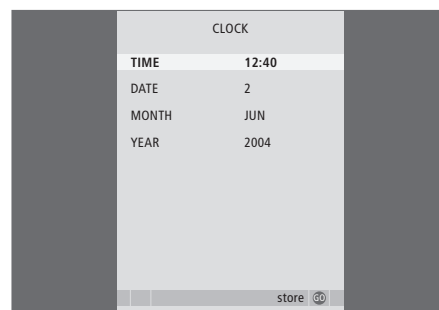 CLOCK
TIME 12:40
DATE 2
MONTH JUN
YEAR 2004
store GO